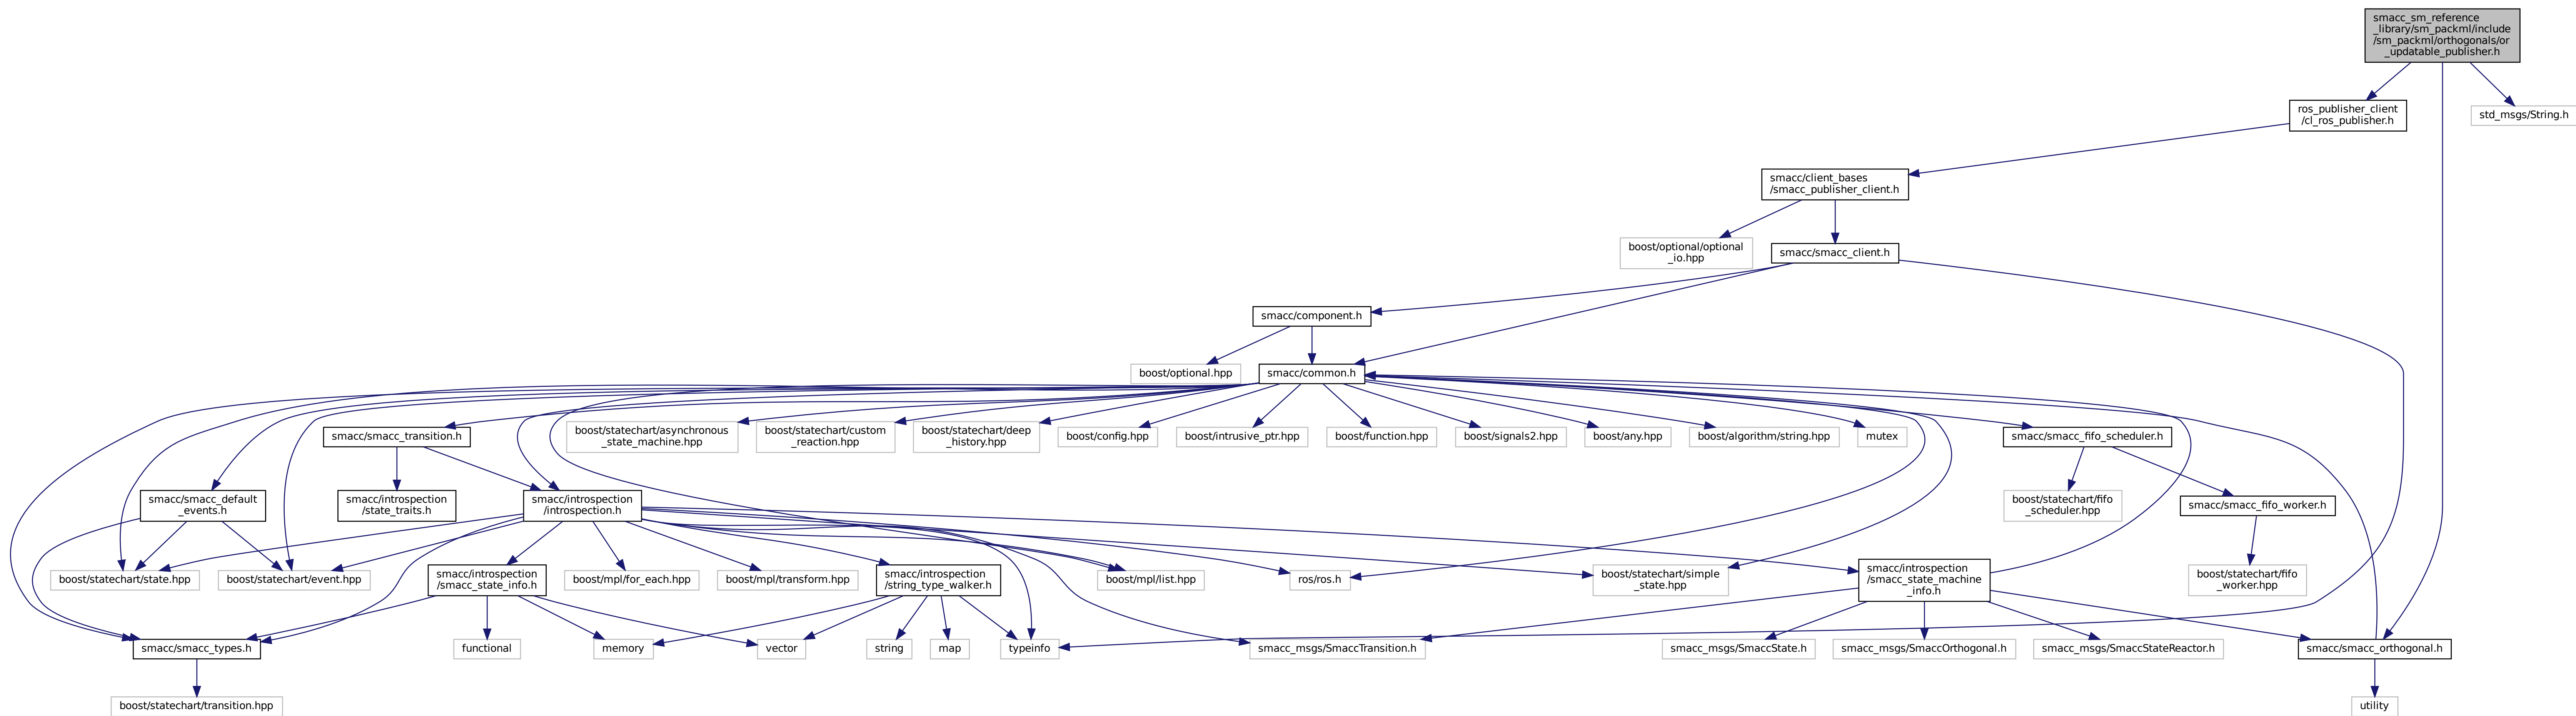 smacc_sm_reference
_library/sm_packml/include
/sm_packml/orthogonals/or
_updatable_publisher.h
ros_publisher_client
/cl_ros_publisher.h
std_msgs/String.h
smacc/client_bases
/smacc_publisher_client.h
boost/optional/optional
_io.hpp
smacc/smacc_client.h
smacc/component.h
boost/optional.hpp
smacc/common.h
smacc/smacc_transition.h
boost/statechart/asynchronous
_state_machine.hpp
boost/statechart/custom
_reaction.hpp
boost/statechart/deep
_history.hpp
boost/config.hpp
boost/intrusive_ptr.hpp
boost/function.hpp
boost/signals2.hpp
boost/any.hpp
boost/algorithm/string.hpp
mutex
smacc/smacc_fifo_scheduler.h
smacc/smacc_default
_events.h
smacc/introspection
/state_traits.h
smacc/introspection
/introspection.h
boost/statechart/fifo
_scheduler.hpp
smacc/smacc_fifo_worker.h
boost/statechart/state.hpp
boost/statechart/event.hpp
smacc/introspection
/smacc_state_info.h
boost/mpl/for_each.hpp
boost/mpl/transform.hpp
smacc/introspection
/string_type_walker.h
boost/mpl/list.hpp
ros/ros.h
boost/statechart/simple
_state.hpp
smacc/introspection
/smacc_state_machine
_info.h
boost/statechart/fifo
_worker.hpp
smacc/smacc_types.h
functional
memory
vector
string
map
typeinfo
smacc_msgs/SmaccTransition.h
smacc_msgs/SmaccState.h
smacc_msgs/SmaccOrthogonal.h
smacc_msgs/SmaccStateReactor.h
smacc/smacc_orthogonal.h
boost/statechart/transition.hpp
utility